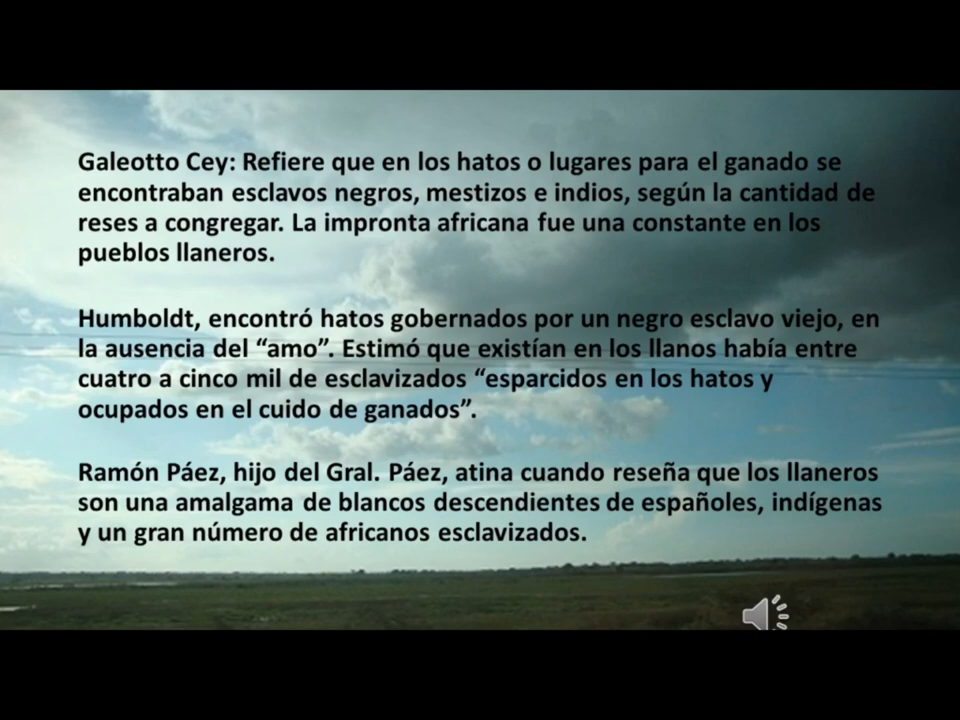 Galeotto Cey: Refiere que en los hatos o lugares para el ganado se
encontraban esclavos negros, mestizos e indios, según la cantidad de
reses a congregar. La impronta africana fue una constante en los
pueblos llaneros.
Humboldt, encontró hatos gobernados por un negro esclavo viejo, en
la ausencia del “amo”. Estimó que existían en los llanos había entre
cuatro a cinco mil de esclavizados “esparcidos en los hatos y
ocupados en el cuido de ganados”.
Ramón Páez, hijo del Gral. Páez, atina cuando reseña que los llaneros
son una amalgama de blancos descendientes de españoles, indígenas
y un gran número de africanos esclavizados.